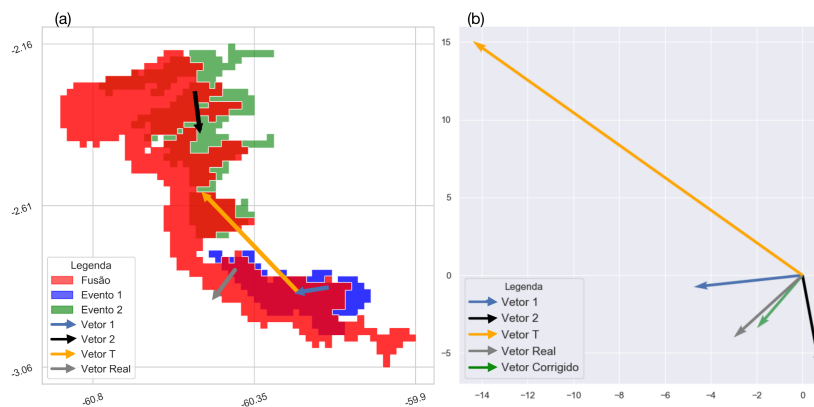 (a)
(b)
-2.16
-2.61
-3.06
-60.8
-60.35
-59.9
Legenda
Fusão
Evento 1
Evento 2
Vetor 1
Vetor 2
Vetor T
Vetor Real
15
10
5
0
−5
−14
−12
−10
−8
−6
−4
−2
0
Legenda
Vetor 1
Vetor 2
Vetor T
Vetor Real
Vetor Corrigido